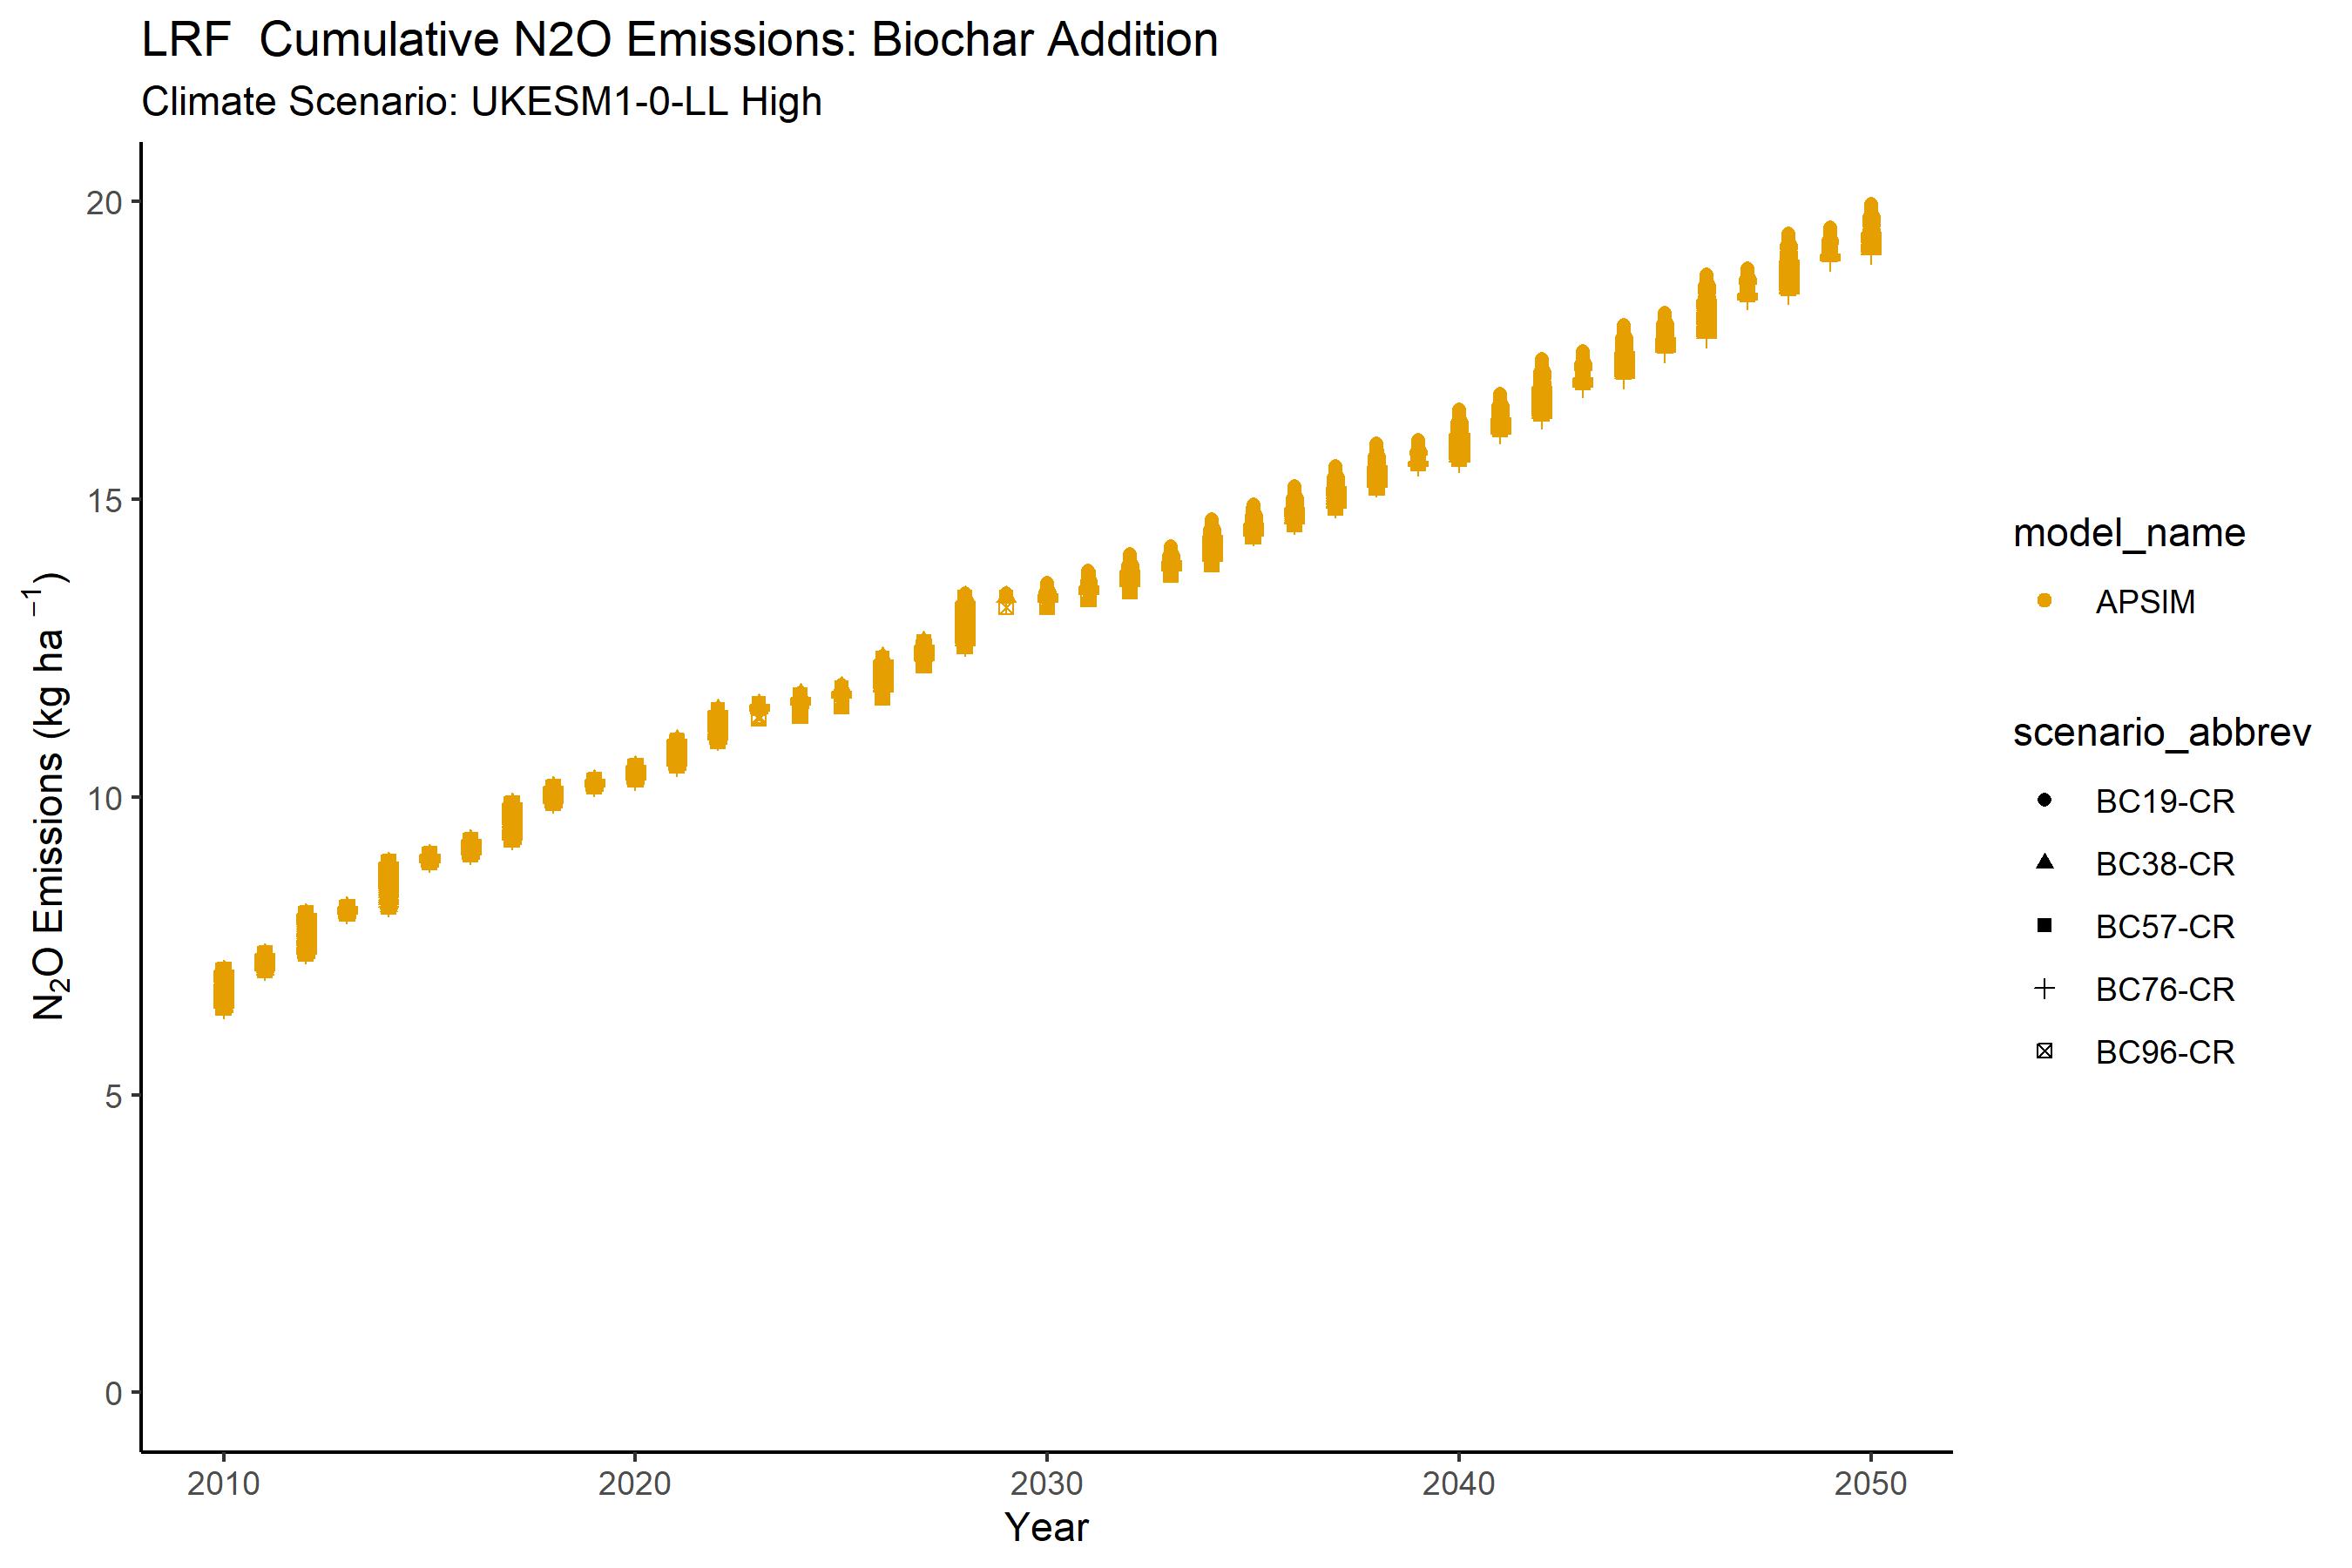 LRF  Cumulative N2O Emissions: Biochar Addition
Climate Scenario: UKESM1-0-LL High
N₂O Emissions (kg ha ⁻¹)
20
15
10
5
0
2010
2020
2030
2040
2050
Year
model_name
APSIM
scenario_abbrev
BC19-CR
BC38-CR
BC57-CR
BC76-CR
BC96-CR